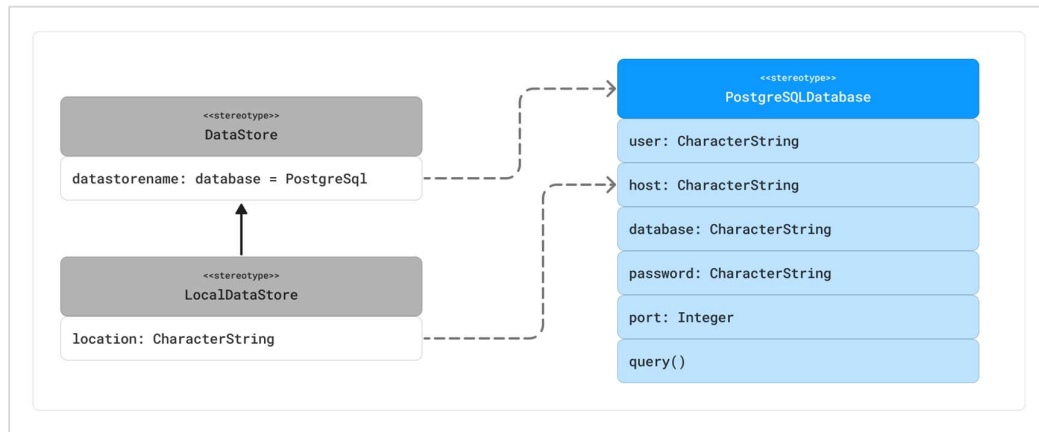 <<stereotype>>
DataStore
datastorename: database = PostgreSql
<<stereotype>>
LocalDataStore
location: CharacterString
<<stereotype>>
PostgreSQLDatabase
user: CharacterString
host: CharacterString
database: CharacterString
password: CharacterString
port: Integer
query()